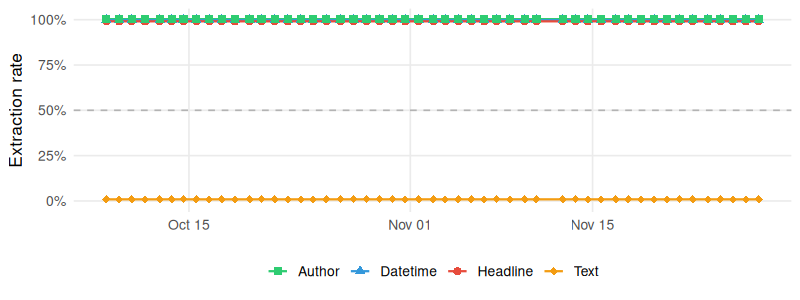 Extraction rate
100%
75%
50%
25%
0%
Oct 15
Nov 01
Nov 15
Author
Datetime
Headline
Text